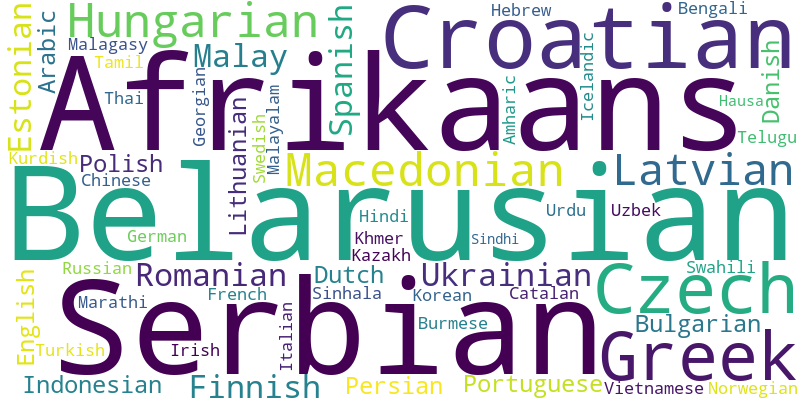 Estonian
Arabic
Hungarian
Malagasy
Tamil
Thai
Malay
Georgian
Spanish
Croatian
Hebrew
Bengali
Afrikaans
Icelandic
Amharic
Danish
Hausa
Telugu
Kurdish
Polish
Chinese
Lithuanian
Swedish
Malayalam
Macedonian
Latvian
Belarusian
German
Hindi
Khmer
Kazakh
Sindhi
Urdu
Uzbek
English
Russian
Marathi
Romanian
French
Dutch
Sinhala
Ukrainian
Korean
Catalan
Burmese
Swahili
Czech
Bulgarian
Serbian
Turkish
Irish
Italian
Greek
Indonesian
Finnish
Persian
Portuguese
Vietnamese
Norwegian